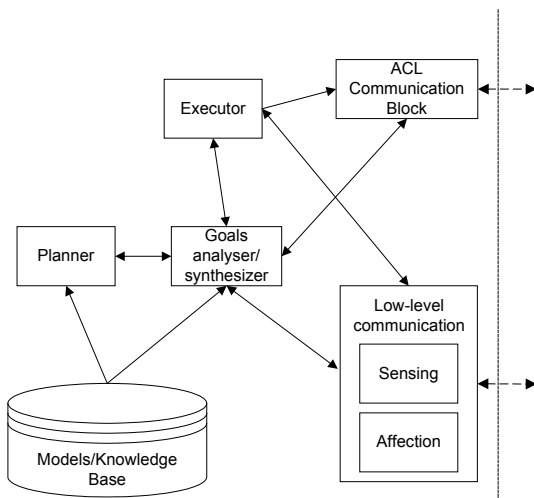 ACL
Communication
Block
Executor
Goals
analyser/
synthesizer
Planner
Low-level
communication
Sensing
Affection
Models/Knowledge
Base